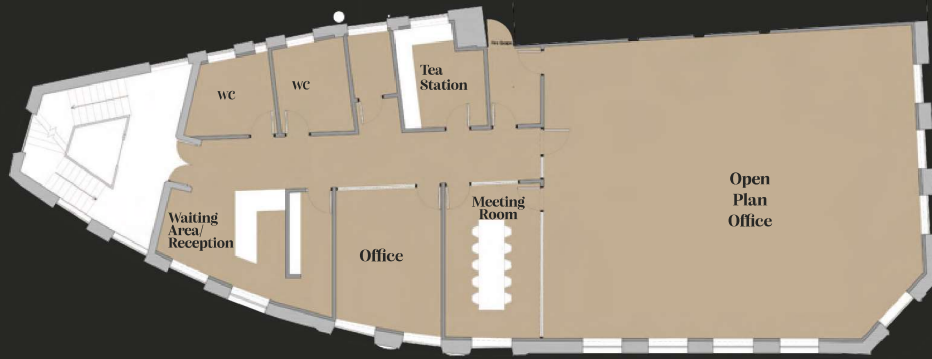 WC
WC
Tea
Station
Waiting
Area/
Reception
Office
Meeting
Room
Open
Plan
Office